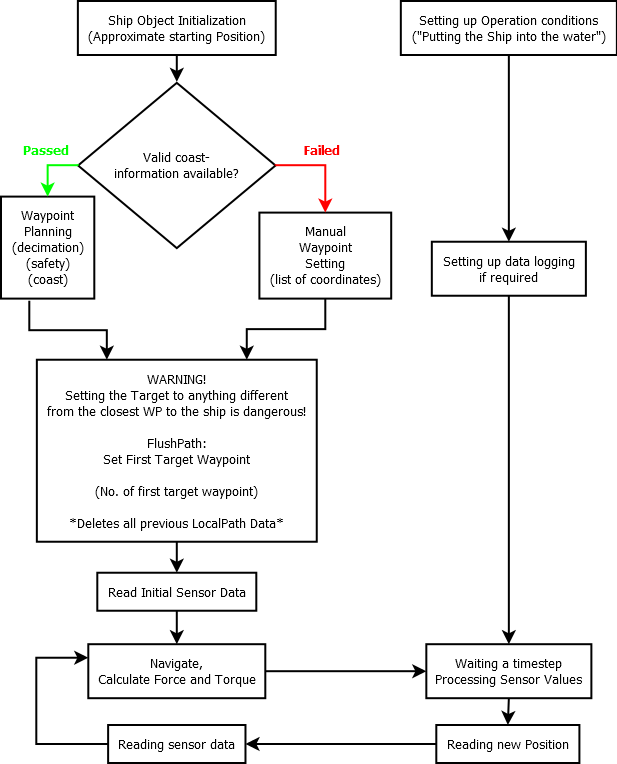 Ship Object Initialization
(Approximate starting Position)
Setting up Operation conditions
("Putting the Ship into the water")
Valid coast-
information available?
Passed
Failed
Waypoint
Planning
(decimation)
(safety)
(coast)
Manual
Waypoint
Setting
(list of coordinates)
Setting up data logging
if required
WARNING!
Setting the Target to anything different
from the closest WP to the ship is dangerous!
FlushPath:
Set First Target Waypoint
(No. of first target waypoint)
*Deletes all previous LocalPath Data*
Read Initial Sensor Data
Navigate,
Calculate Force and Torque
Waiting a timestep
Processing Sensor Values
Reading sensor data
Reading new Position